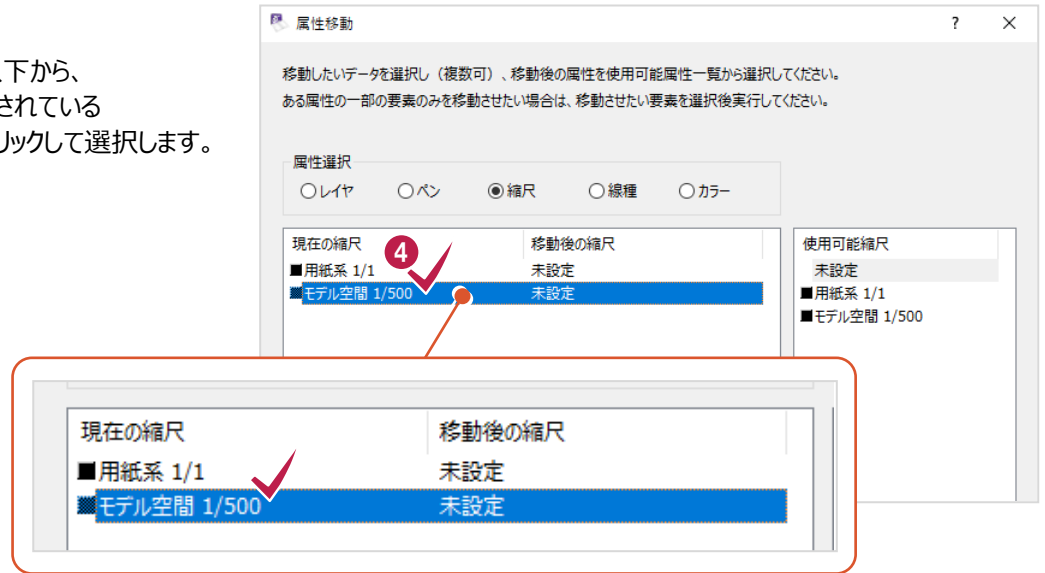 下から、
されている
リックして選択します。
属性移動
? ×
移動したいデータを選択し（複数可）、移動後の属性を使用可能属性一覧から選択してください。
ある属性の一部の要素のみを移動させたい場合は、移動させたい要素を選択後実行してください。
属性選択
レイヤ ペン 縮尺 線種 カラー
現在の縮尺 移動後の縮尺
用紙系 1/1 未設定
モデル空間 1/500 未設定
4
使用可能縮尺
未設定
用紙系 1/1
モデル空間 1/500
現在の縮尺 移動後の縮尺
用紙系 1/1 未設定
モデル空間 1/500 未設定